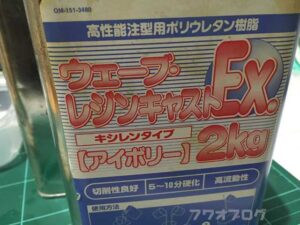 OM-151-3480
高性能注型用ポリウレタン樹脂
ウェーブ・
レジンキャストEX.
キシレンタイプ
[アイボリー] 2kg
切削性良好 5~10分硬化 高流動性
使用方法
フワオブログ